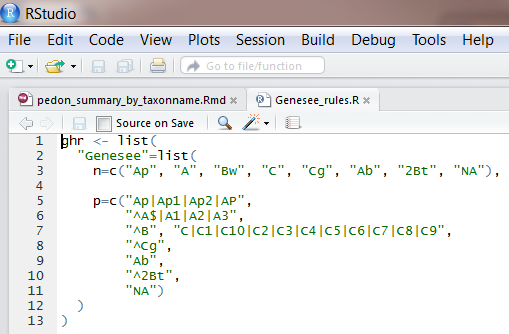 RStudio
File Edit Code View Plots Session Build Debug Tools Help
Go to file/function
pedon_summary_by_taxonname.Rmd × Genesee_rules.R ×
Source on Save
1 ghr <- list(
2 "Genesee"=list(
3 n=c("Ap", "A", "Bw", "C", "Cg", "Ab", "2Bt", "NA"),
4
5 p=c("Ap|Ap1|Ap2|AP",
6 "^A$|A1|A2|A3",
7 "^B", "C|C1|C10|C2|C3|C4|C5|C6|C7|C8|C9",
8 "^Cg",
9 "Ab",
10 "^2Bt",
11 "NA")
12 )
13 )